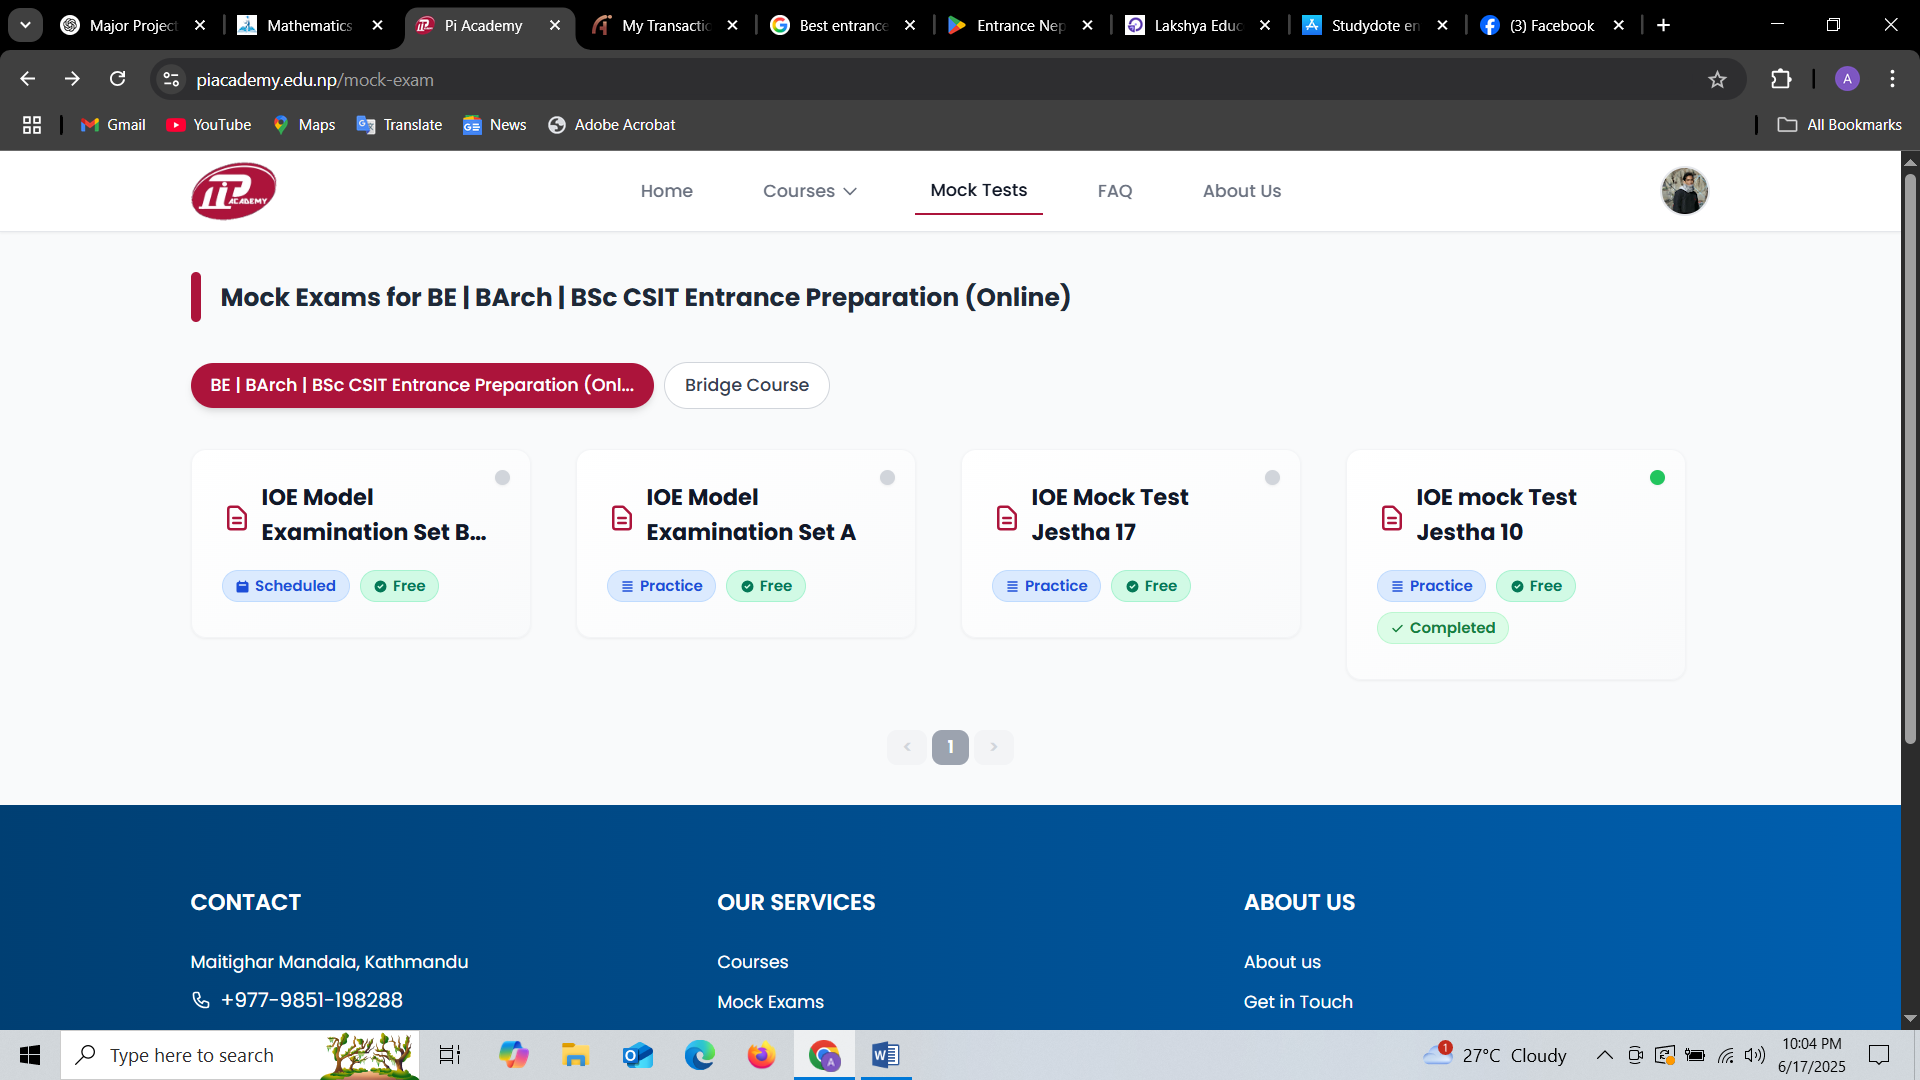 Major Project
Mathematics
Pi Academy
My Transactio
Best entrance
Entrance Nep
Lakshya Educ
Studydote en
(3) Facebook
piacademy.edu.np/mock-exam
A
Gmail
YouTube
Maps
Translate
News
Adobe Acrobat
All Bookmarks
ACADEMY
Home
Courses
Mock Tests
FAQ
About Us
Mock Exams for BE | BArch | BSc CSIT Entrance Preparation (Online)
BE | BArch | BSc CSIT Entrance Preparation (Onl...
Bridge Course
IOE Model
Examination Set B...
Scheduled
Free
IOE Model
Examination Set A
Practice
Free
IOE Mock Test
Jestha 17
Practice
Free
IOE mock Test
Jestha 10
Practice
Free
Completed
<
1
>
CONTACT
Maitighar Mandala, Kathmandu
+977-9851-198288
OUR SERVICES
Courses
Mock Exams
ABOUT US
About us
Get in Touch
Type here to search
1
27°C Cloudy
10:04 PM
6/17/2025